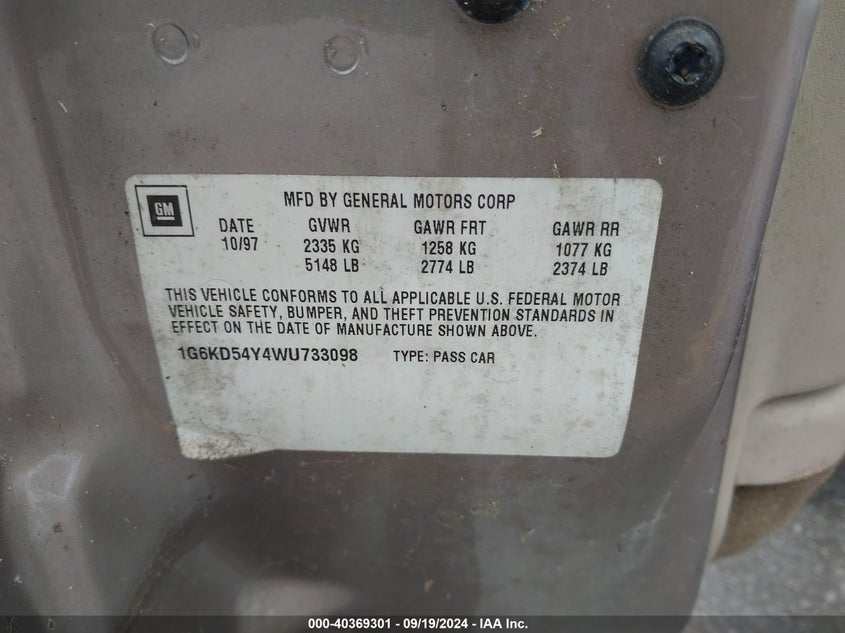 GM
MFD BY GENERAL MOTORS CORP
DATE GVWR GAWR FRT GAWR RR
10/97 2335 KG 1258 KG 1077 KG
5148 LB 2774 LB 2374 LB
THIS VEHICLE CONFORMS TO ALL APPLICABLE U.S. FEDERAL MOTOR
VEHICLE SAFETY, BUMPER, AND THEFT PREVENTION STANDARDS IN
EFFECT ON THE DATE OF MANUFACTURE SHOWN ABOVE.
1G6KD54Y4WU733098 TYPE: PASS CAR
000-40369301 - 09/19/2024 - IAA Inc.